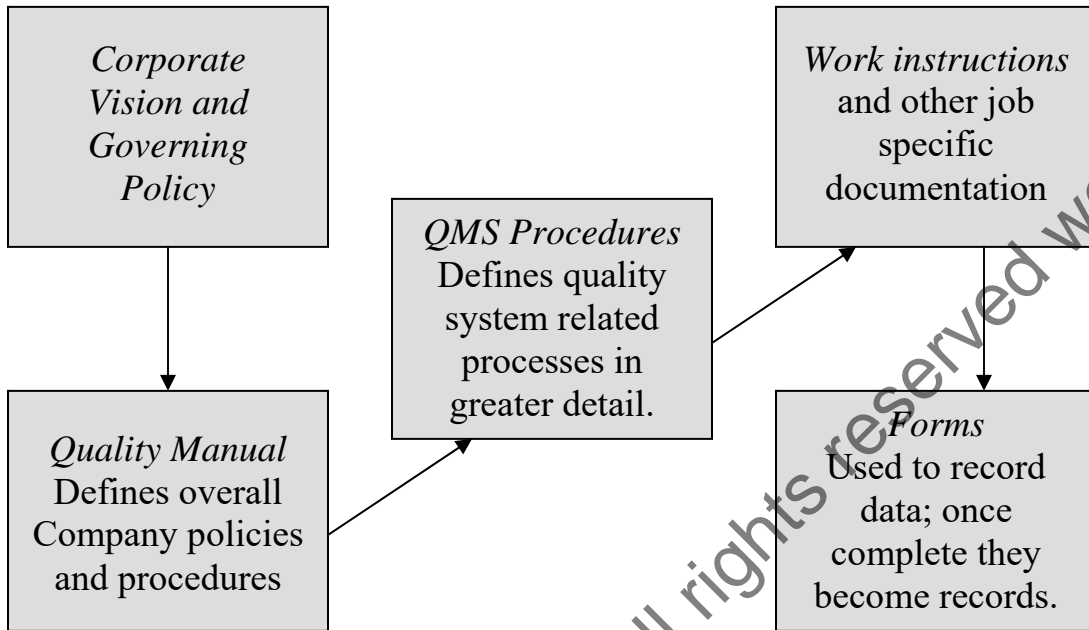 Corporate
Vision and
Governing
Policy
Quality Manual
Defines overall
Company policies
and procedures
QMS Procedures
Defines quality
system related
processes in
greater detail.
Work instructions
and other job
specific
documentation
Forms
Used to record
data; once
complete they
become records.
rights reserved